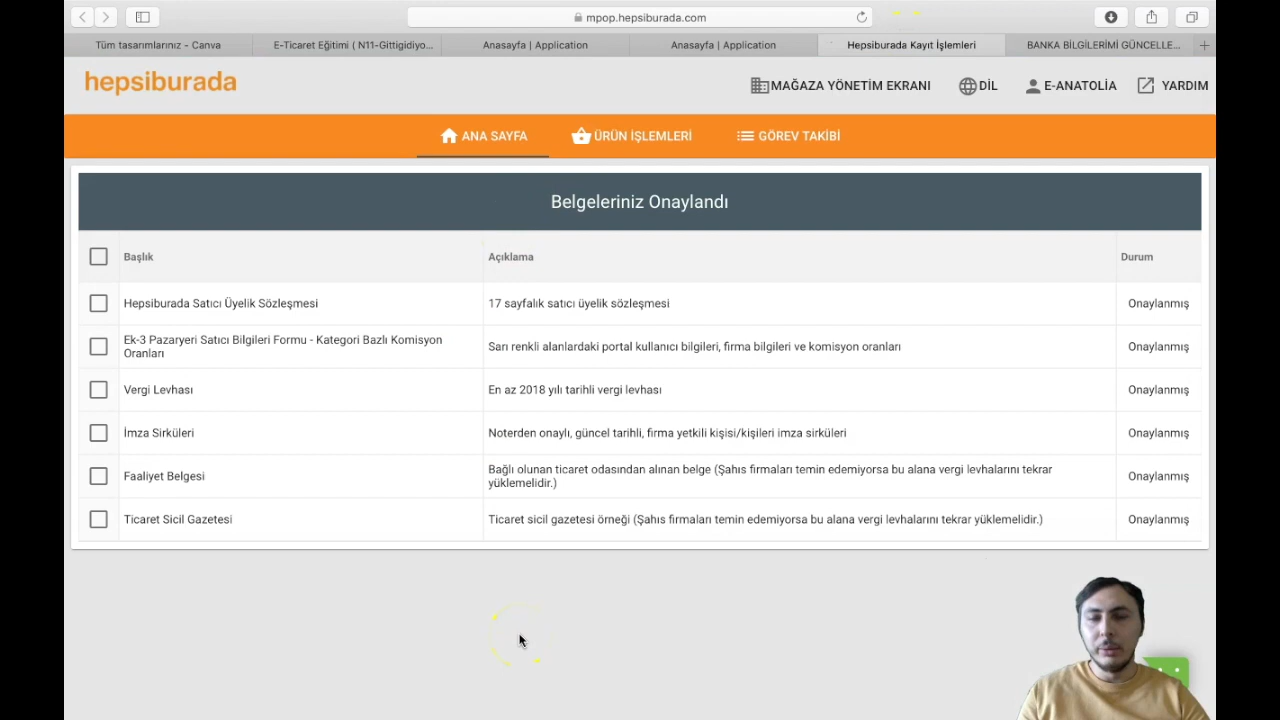 mpop.hepsiburada.com
Tüm tasarımlarınız - Canva
E-Ticaret Eğitimi ( N11-Gittigidiyo...
Anasayfa | Application
Anasayfa | Application
Hepsiburada Kayıt İşlemleri
BANKA BİLGİLERİMİ GÜNCELLE...
hepsiburada
MAĞAZA YÖNETİM EKRANI
DİL
E-ANATOLİA
YARDIM
ANA SAYFA
ÜRÜN İŞLEMLERİ
GÖREV TAKİBİ
Belgeleriniz Onaylandı
Başlık
Açıklama
Durum
Hepsiburada Satıcı Üyelik Sözleşmesi
17 sayfalık satıcı üyelik sözleşmesi
Onaylanmış
Ek-3 Pazaryeri Satıcı Bilgileri Formu - Kategori Bazlı Komisyon
Oranları
Sarı renkli alanlardaki portal kullanıcı bilgileri, firma bilgileri ve komisyon oranları
Onaylanmış
Vergi Levhası
En az 2018 yılı tarihli vergi levhası
Onaylanmış
İmza Sirküleri
Noterden onaylı, güncel tarihli, firma yetkili kişisi/kişileri imza sirküleri
Onaylanmış
Faaliyet Belgesi
Bağlı olunan ticaret odasından alınan belge (Şahıs firmaları temin edemiyorsa bu alana vergi levhalarını tekrar
yüklemelidir.)
Onaylanmış
Ticaret Sicil Gazetesi
Ticaret sicil gazetesi örneği (Şahıs firmaları temin edemiyorsa bu alana vergi levhalarını tekrar yüklemelidir.)
Onaylanmış